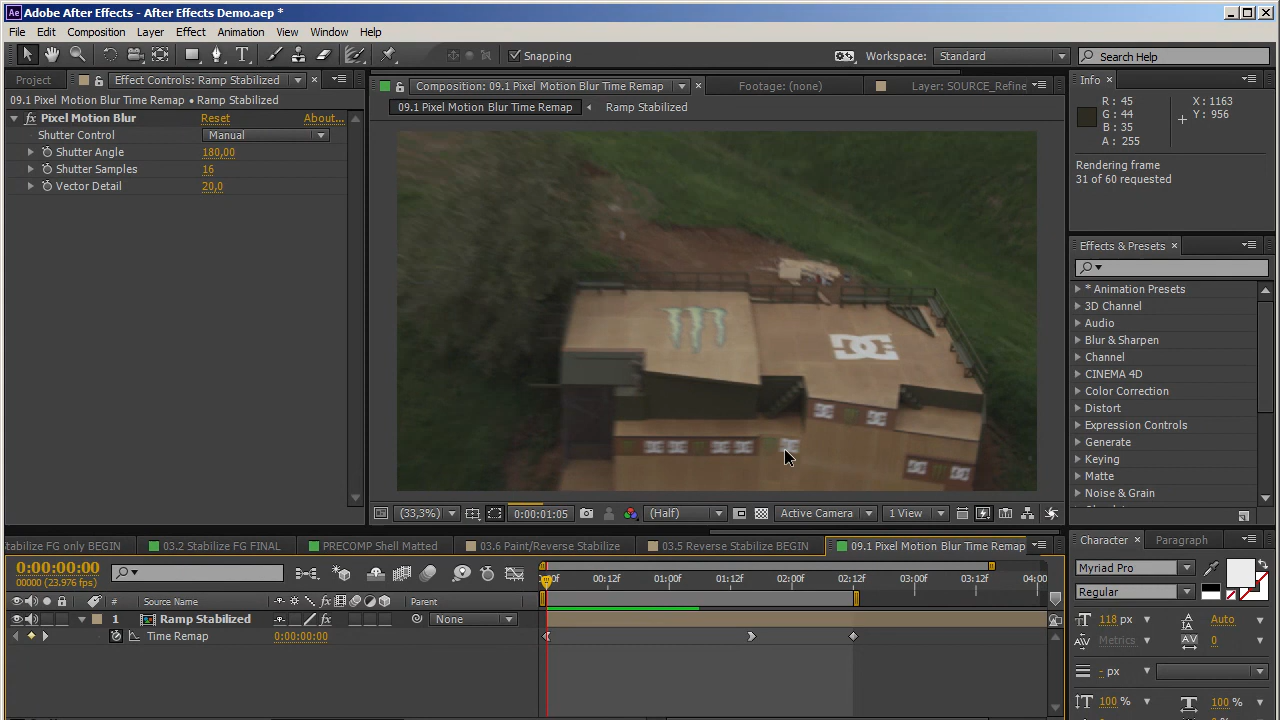 Adobe After Effects - After Effects Demo.aep *
File Edit Composition Layer Effect Animation View Window Help
Snapping
Workspace: Standard
Search Help
Project
Effect Controls: Ramp Stabilized
09.1 Pixel Motion Blur Time Remap • Ramp Stabilized
fx Pixel Motion Blur Reset About...
Shutter Control Manual
Shutter Angle 180,00
Shutter Samples 16
Vector Detail 20,0
Composition: 09.1 Pixel Motion Blur Time Remap
Footage: (none)
Layer: SOURCE_Refine
09.1 Pixel Motion Blur Time Remap
Ramp Stabilized
DC
(33,3%)
0:00:01:05
(Half)
Active Camera
1 View
Info
R : 45
G : 44
B : 35
A : 255
X : 1163
Y : 956
Rendering frame
31 of 60 requested
Effects & Presets
* Animation Presets
3D Channel
Audio
Blur & Sharpen
Channel
CINEMA 4D
Color Correction
Distort
Expression Controls
Generate
Keying
Matte
Noise & Grain
tabilize FG only BEGIN
03.2 Stabilize FG FINAL
PRECOMP Shell Matted
03.6 Paint/Reverse Stabilize
03.5 Reverse Stabilize BEGIN
09.1 Pixel Motion Blur Time Remap
0:00:00:00
00000 (23.976 fps)
00:12f 01:00f 01:12f 02:00f 02:12f 03:00f 03:12f 04:00
# Source Name Parent
1 Ramp Stabilized fx None
Time Remap 0:00:00:00
Character
Paragraph
Myriad Pro
Regular
118 px Auto
Metrics 0
- px
100 % 100 %